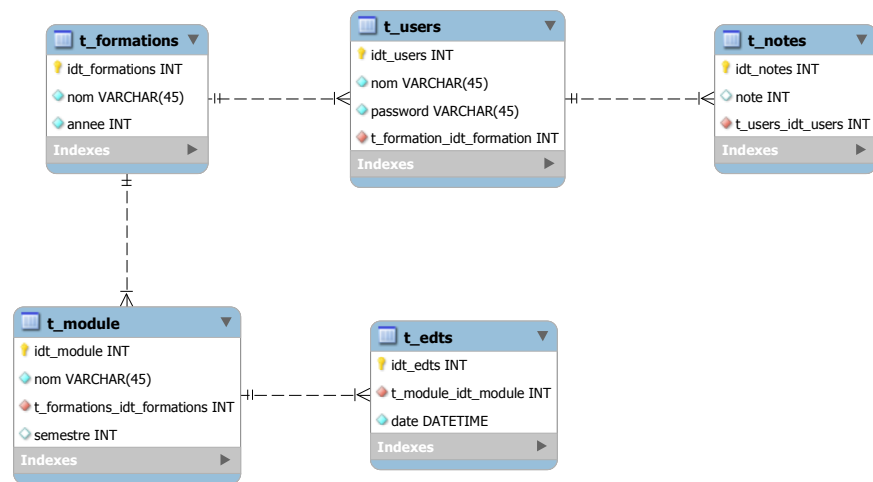 t_formations
idt_formations INT
nom VARCHAR(45)
annee INT
Indexes
t_users
idt_users INT
nom VARCHAR(45)
password VARCHAR(45)
t_formation_idt_formation INT
Indexes
t_notes
idt_notes INT
note INT
t_users_idt_users INT
Indexes
t_module
idt_module INT
nom VARCHAR(45)
t_formations_idt_formations INT
semestre INT
Indexes
t_edts
idt_edts INT
t_module_idt_module INT
date DATETIME
Indexes